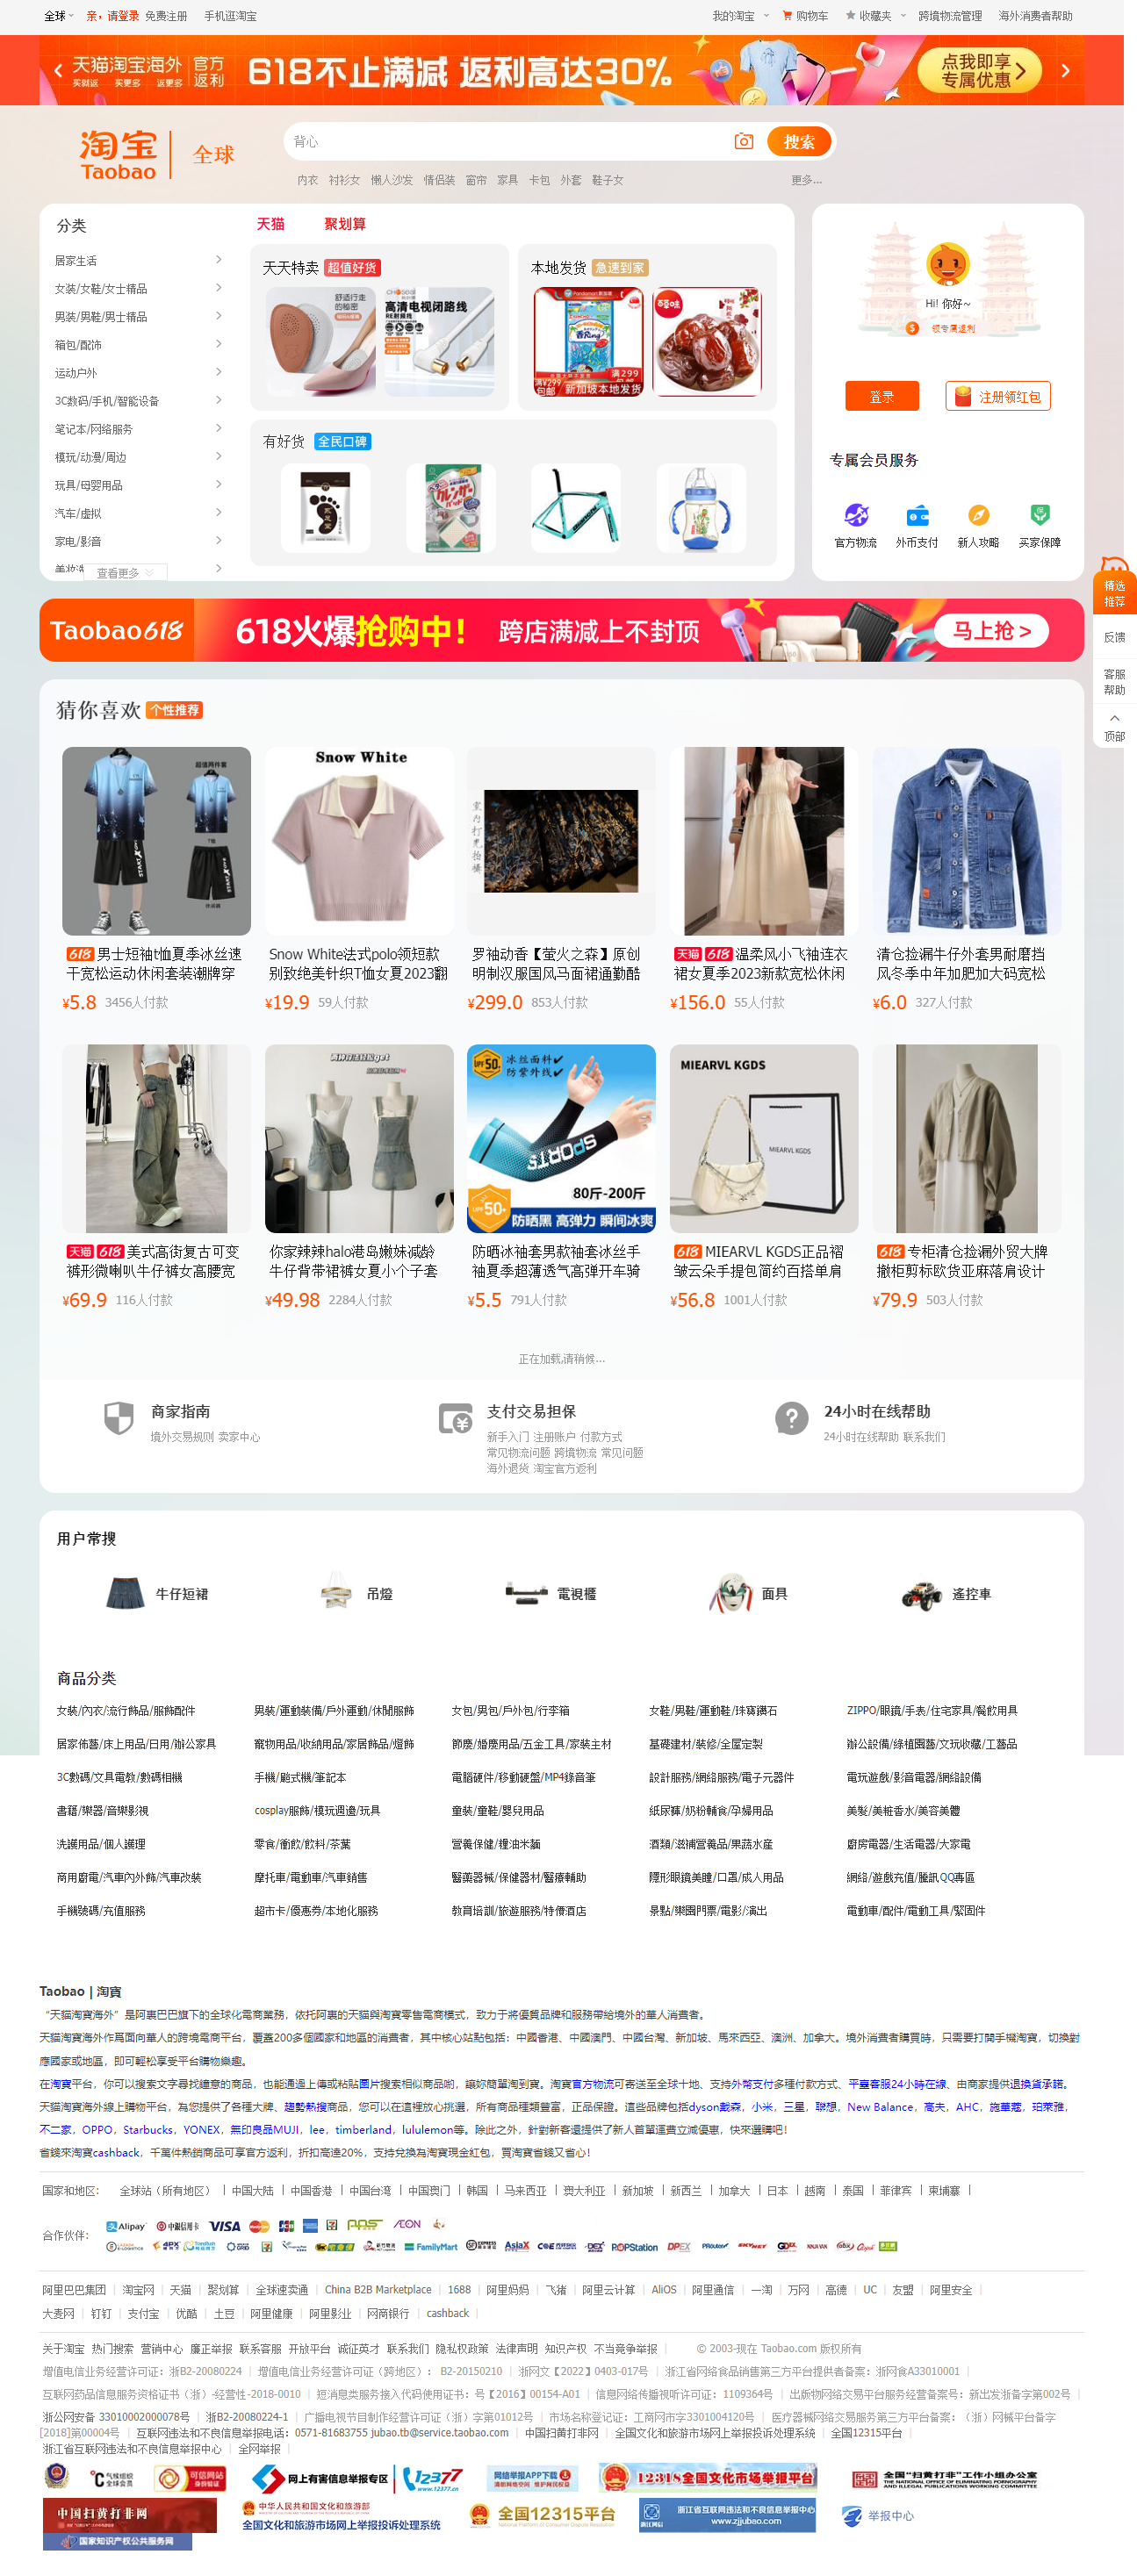 全球 亲，请登录 免费注册 手机逛淘宝 我的淘宝 购物车 收藏夹 跨境物流管理 海外消费者帮助
天猫淘宝海外 官方返利 618不止满减 返利高达30% 点我即享专属优惠
买就返 买更多 返更多
淘宝 Taobao 全球
背心 搜索
内衣 衬衫女 懒人沙发 情侣装 窗帘 家具 卡包 外套 鞋子女 更多...
分类
居家生活
女装/女鞋/女士精品
男装/男鞋/男士精品
箱包/配饰
运动户外
3C数码/手机/智能设备
笔记本/网络服务
模玩/动漫/周边
玩具/母婴用品
汽车/虚拟
家电/影音
查看更多
天猫 聚划算
天天特卖 超值好货
舒适行走的秘密
高清电视闭路线
本地发货 急速到家
满299
满¥299包邮 新加坡本地发货
百草味
有好货 全民口碑
Hi! 你好~
领专属返利
登录 注册领红包
专属会员服务
官方物流 外币支付 新人攻略 买家保障
精选推荐
反馈
客服帮助
顶部
Taobao618 618火爆抢购中! 跨店满减上不封顶 马上抢 >
猜你喜欢 个性推荐
超值两件套
Snow White
室内打光拍摄
618 男士短袖t恤夏季冰丝速
干宽松运动休闲套装潮牌穿
¥5.8 3456人付款
Snow White法式polo领短款
别致绝美针织T恤女夏2023翻
¥19.9 59人付款
罗袖动香【萤火之森】原创
明制汉服国风马面裙通勤酷
¥299.0 853人付款
天猫 618 温柔风小飞袖连衣
裙女夏季2023新款宽松休闲
¥156.0 55人付款
清仓捡漏牛仔外套男耐磨挡
风冬季中年加肥加大码宽松
¥6.0 327人付款
UPF 50+ 冰丝面料✓
防紫外线✓
SPORTS
80斤-200斤
UPF 50+ 防晒黑 高弹力 瞬间冰爽
MIEARVL KGDS
MIEARVL KGDS
天猫 618 美式高街复古可变
裤形微喇叭牛仔裤女高腰宽
¥69.9 116人付款
你家辣辣halo港岛嫩妹减龄
牛仔背带裙裤女夏小个子套
¥49.98 2284人付款
防晒冰袖套男款袖套冰丝手
袖夏季超薄透气高弹开车骑
¥5.5 791人付款
618 MIEARVL KGDS正品褶
皱云朵手提包简约百搭单肩
¥56.8 1001人付款
618 专柜清仓捡漏外贸大牌
撤柜剪标欧货亚麻落肩设计
¥79.9 503人付款
正在加载,请稍候...
商家指南
境外交易规则 卖家中心
支付交易担保
新手入门 注册账户 付款方式
常见物流问题 跨境物流 常见问题
海外退货 淘宝官方返利
24小时在线帮助
24小时在线帮助 联系我们
用户常搜
牛仔短裙 吊燈 電視櫃 面具 遙控車
商品分类
女裝/內衣/流行飾品/服飾配件 男裝/運動裝備/戶外運動/休閒服飾 女包/男包/戶外包/行李箱 女鞋/男鞋/運動鞋/珠寶鑽石 ZIPPO/眼鏡/手表/住宅家具/餐飲用具
居家佈藝/床上用品/日用/辦公家具 寵物用品/收納用品/家居飾品/燈飾 節慶/婚慶用品/五金工具/家裝主材 基礎建材/裝修/全屋定製 辦公設備/綠植園藝/文玩收藏/工藝品
3C數碼/文具電教/數碼相機 手機/臺式機/筆記本 電腦硬件/移動硬盤/MP4錄音筆 設計服務/網絡服務/電子元器件 電玩遊戲/影音電器/網絡設備
書籍/樂器/音樂影視 cosplay服飾/模玩週邊/玩具 童裝/童鞋/嬰兒用品 紙尿褲/奶粉輔食/孕婦用品 美髮/美粧香水/美容美體
洗護用品/個人護理 零食/衝飲/飲料/茶葉 營養保健/糧油米麵 酒類/滋補營養品/果蔬水産 廚房電器/生活電器/大家電
商用廚電/汽車內外飾/汽車改裝 摩托車/電動車/汽車銷售 醫藥器械/保健器材/醫療輔助 隱形眼鏡美瞳/口罩/成人用品 網絡/遊戲充值/騰訊QQ專區
手機號碼/充值服務 超市卡/優惠券/本地化服務 教育培訓/旅遊服務/特價酒店 景點/樂園門票/電影/演出 電動車/配件/電動工具/緊固件
Taobao | 淘寶
“天猫淘寶海外”是阿裏巴巴旗下的全球化電商業務，依托阿裏的天貓與淘寶零售電商模式，致力于將優質品牌和服務帶給境外的華人消費者。
天貓淘寶海外作爲面向華人的跨境電商平台，覆蓋200多個國家和地區的消費者，其中核心站點包括：中國香港、中國澳門、中國台灣、新加坡、馬來西亞、澳洲、加拿大。境外消費者購買時，只需要打開手機淘寶，切換對
應國家或地區，即可輕松享受平台購物樂趣。
在淘寶平台，你可以搜索文字尋找鐘意的商品，也能通過上傳或粘貼圖片搜索相似商品喲，讓妳簡單淘到寶。淘寶官方物流可寄送至全球十地、支持外幣支付多種付款方式、平臺客服24小時在線、由商家提供退換貨承諾。
天貓淘寶海外線上購物平台，為您提供了各種大牌、趨勢熱搜商品，您可以在這裡放心挑選，所有商品種類豐富，正品保證。這些品牌包括dyson戴森，小米，三星，聯想，New Balance，高夫，AHC，施華蔻，珀萊雅，
不二家，OPPO，Starbucks，YONEX，無印良品MUJI，lee，timberland，lululemon等。除此之外，針對新客還提供了新人首單運費立減優惠，快來選購吧！
省錢來淘寶cashback，千萬件熱銷商品可享官方返利，折扣高達20%，支持兌換為淘寶現金紅包，買淘寶省錢又省心！
国家和地区： 全球站（所有地区） | 中国大陆 | 中国香港 | 中国台湾 | 中国澳门 | 韩国 | 马来西亚 | 澳大利亚 | 新加坡 | 新西兰 | 加拿大 | 日本 | 越南 | 泰国 | 菲律宾 | 柬埔寨 |
合作伙伴： Alipay VISA PPS ÆON
4PX FamilyMart AsiaX DEX POPStation DPEX
阿里巴巴集团 | 淘宝网 | 天猫 | 聚划算 | 全球速卖通 | China B2B Marketplace | 1688 | 阿里妈妈 | 飞猪 | 阿里云计算 | AliOS | 阿里通信 | 一淘 | 万网 | 高德 | UC | 友盟 | 阿里安全 |
大麦网 | 钉钉 | 支付宝 | 优酷 | 土豆 | 阿里健康 | 阿里影业 | 网商银行 | cashback |
关于淘宝 热门搜索 营销中心 廉正举报 联系客服 开放平台 诚征英才 联系我们 隐私权政策 法律声明 知识产权 不当竞争举报 | © 2003-现在 Taobao.com 版权所有
增值电信业务经营许可证：浙B2-20080224 | 增值电信业务经营许可证（跨地区）：B2-20150210 | 浙网文【2022】0403-017号 | 浙江省网络食品销售第三方平台提供者备案：浙网食A33010001 |
互联网药品信息服务资格证书（浙）-经营性-2018-0010 | 短消息类服务接入代码使用证书：号【2016】00154-A01 | 信息网络传播视听许可证：1109364号 | 出版物网络交易平台服务经营备案号：新出发浙备字第002号 |
浙公网安备 33010002000078号 | 浙B2-20080224-1 | 广播电视节目制作经营许可证（浙）字第01012号 | 市场名称登记证：工商网市字3301004120号 | 医疗器械网络交易服务第三方平台备案：（浙）网械平台备字
[2018]第00004号 | 互联网违法和不良信息举报电话：0571-81683755 jubao.tb@service.taobao.com | 中国扫黄打非网 | 全国文化和旅游市场网上举报投诉处理系统 | 全国12315平台 |
浙江省互联网违法和不良信息举报中心 | 全网举报 |
气候组织 全球会员 可信网站 身份验证 网上有害信息举报专区 12377 网络举报APP下载 12318全国文化市场举报平台 全国“扫黄打非”工作小组办公室
中国扫黄打非网 中华人民共和国文化和旅游部 全国文化和旅游市场网上举报投诉处理系统 全国12315平台 浙江省互联网违法和不良信息举报中心 www.zjjubao.com 举报中心
国家知识产权公共服务网